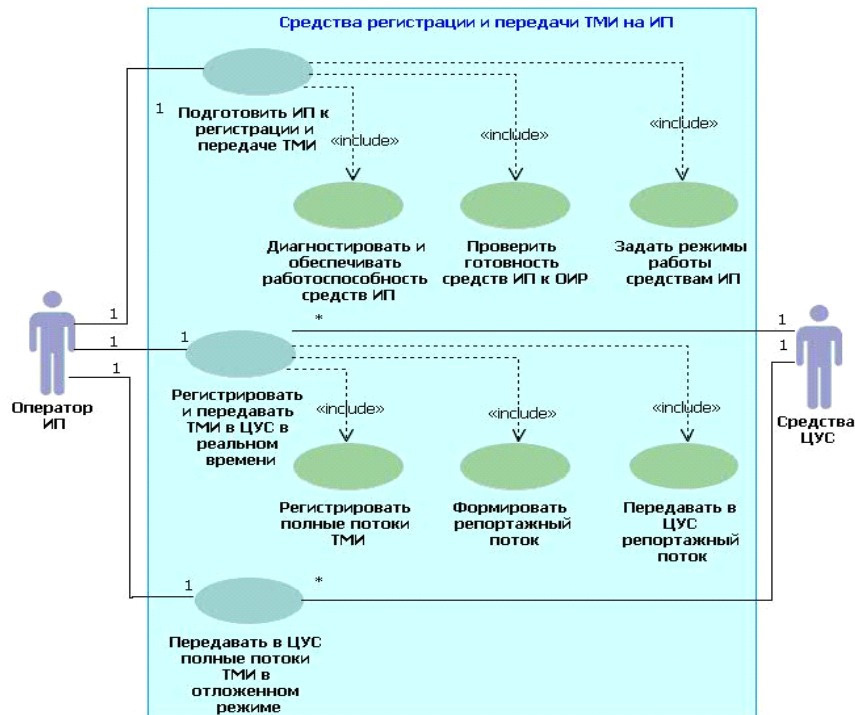 Средства регистрации и передачи ТМИ на ИП
1
Подготовить ИП к
регистрации и
передаче ТМИ
«include»
«include»
«include»
Диагностировать и
обеспечивать
работоспособность
средств ИП
Проверить
готовность
средств ИП к ОИР
Задать режимы
работы
средствам ИП
1
*
1
1
1
1
1
Оператор
ИП
Средства
ЦУС
Регистрировать
и передавать
ТМИ в ЦУС в
реальном
времени
«include»
«include»
«include»
Регистрировать
полные потоки
ТМИ
Формировать
репортажный
поток
Передавать в
ЦУС
репортажный
поток
1
*
Передавать в ЦУС
полные потоки
ТМИ в
отложенном
режиме